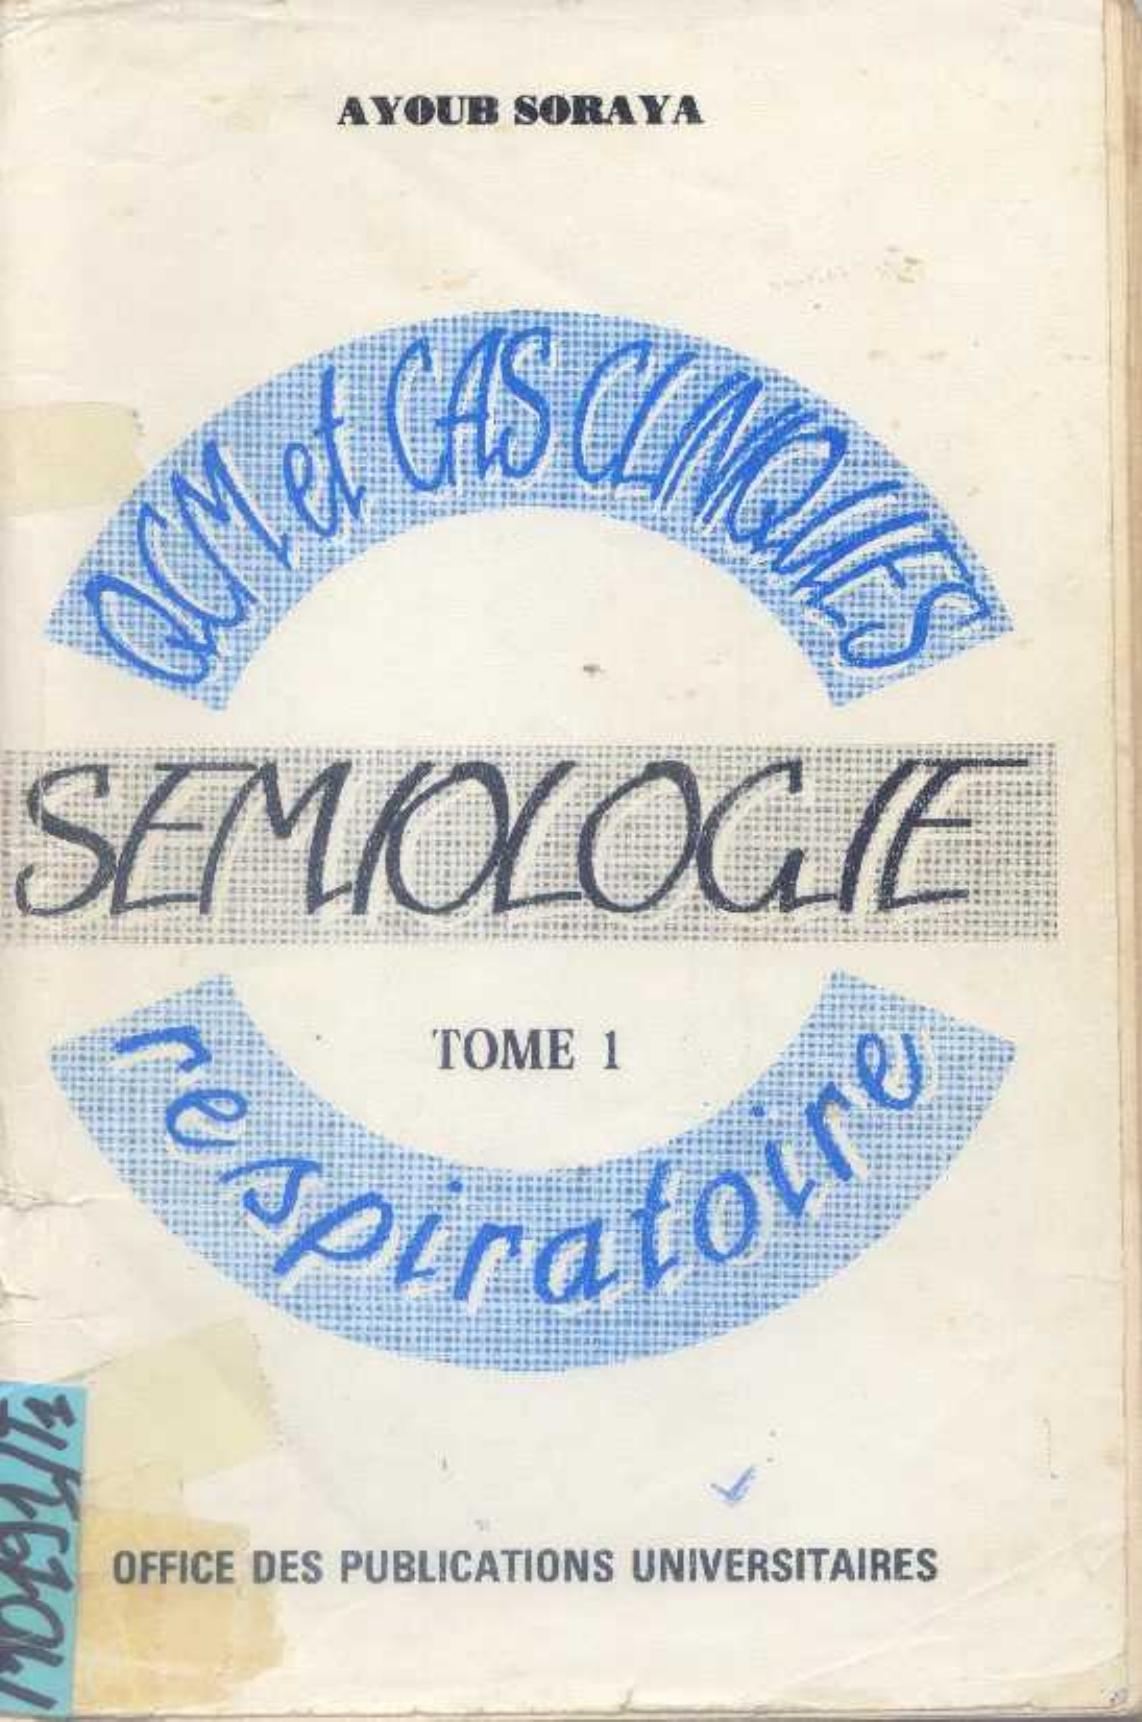 AYOUB SORAYA
QCM et CAS CLINIQUES
SEMIOLOGIE
TOME 1
respiratoire
OFFICE DES PUBLICATIONS UNIVERSITAIRES